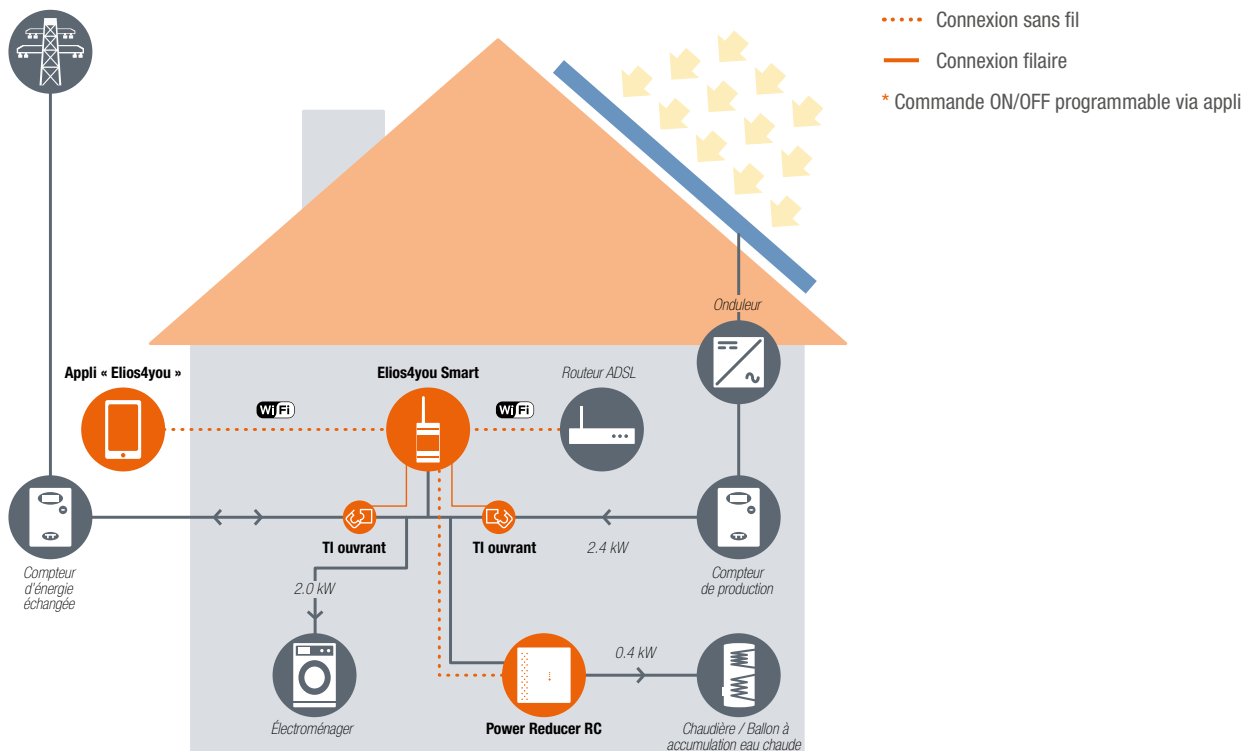 Connexion sans fil
Connexion filaire
* Commande ON/OFF programmable via appli
Onduleur
Appli « Elios4you »
Elios4you Smart
Routeur ADSL
WiFi
WiFi
TI ouvrant
TI ouvrant
2.4 kW
Compteur
d'énergie
échangée
Compteur
de production
2.0 kW
0.4 kW
Électroménager
Power Reducer RC
Chaudière / Ballon à
accumulation eau chaude